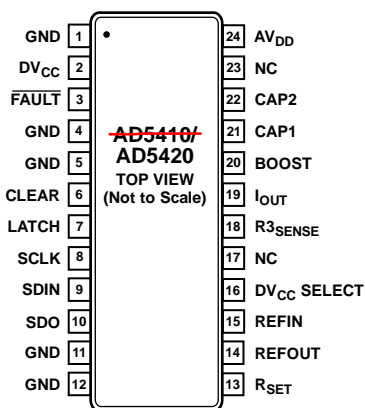 GND 1
DVCC 2
FAULT 3
GND 4
GND 5
CLEAR 6
LATCH 7
SCLK 8
SDIN 9
SDO 10
GND 11
GND 12
AD5410/
AD5420
TOP VIEW
(Not to Scale)
24 AVDD
23 NC
22 CAP2
21 CAP1
20 BOOST
19 IOUT
18 R3SENSE
17 NC
16 DVCC SELECT
15 REFIN
14 REFOUT
13 RSET